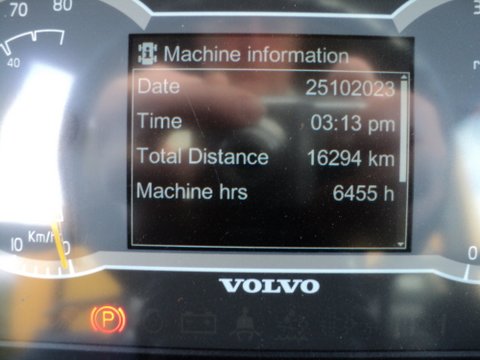 70
80
40
Machine information
Date 25102023
Time 03:13 pm
Total Distance 16294 km
Machine hrs 6455 h
10 Km/h 0
0
VOLVO
P